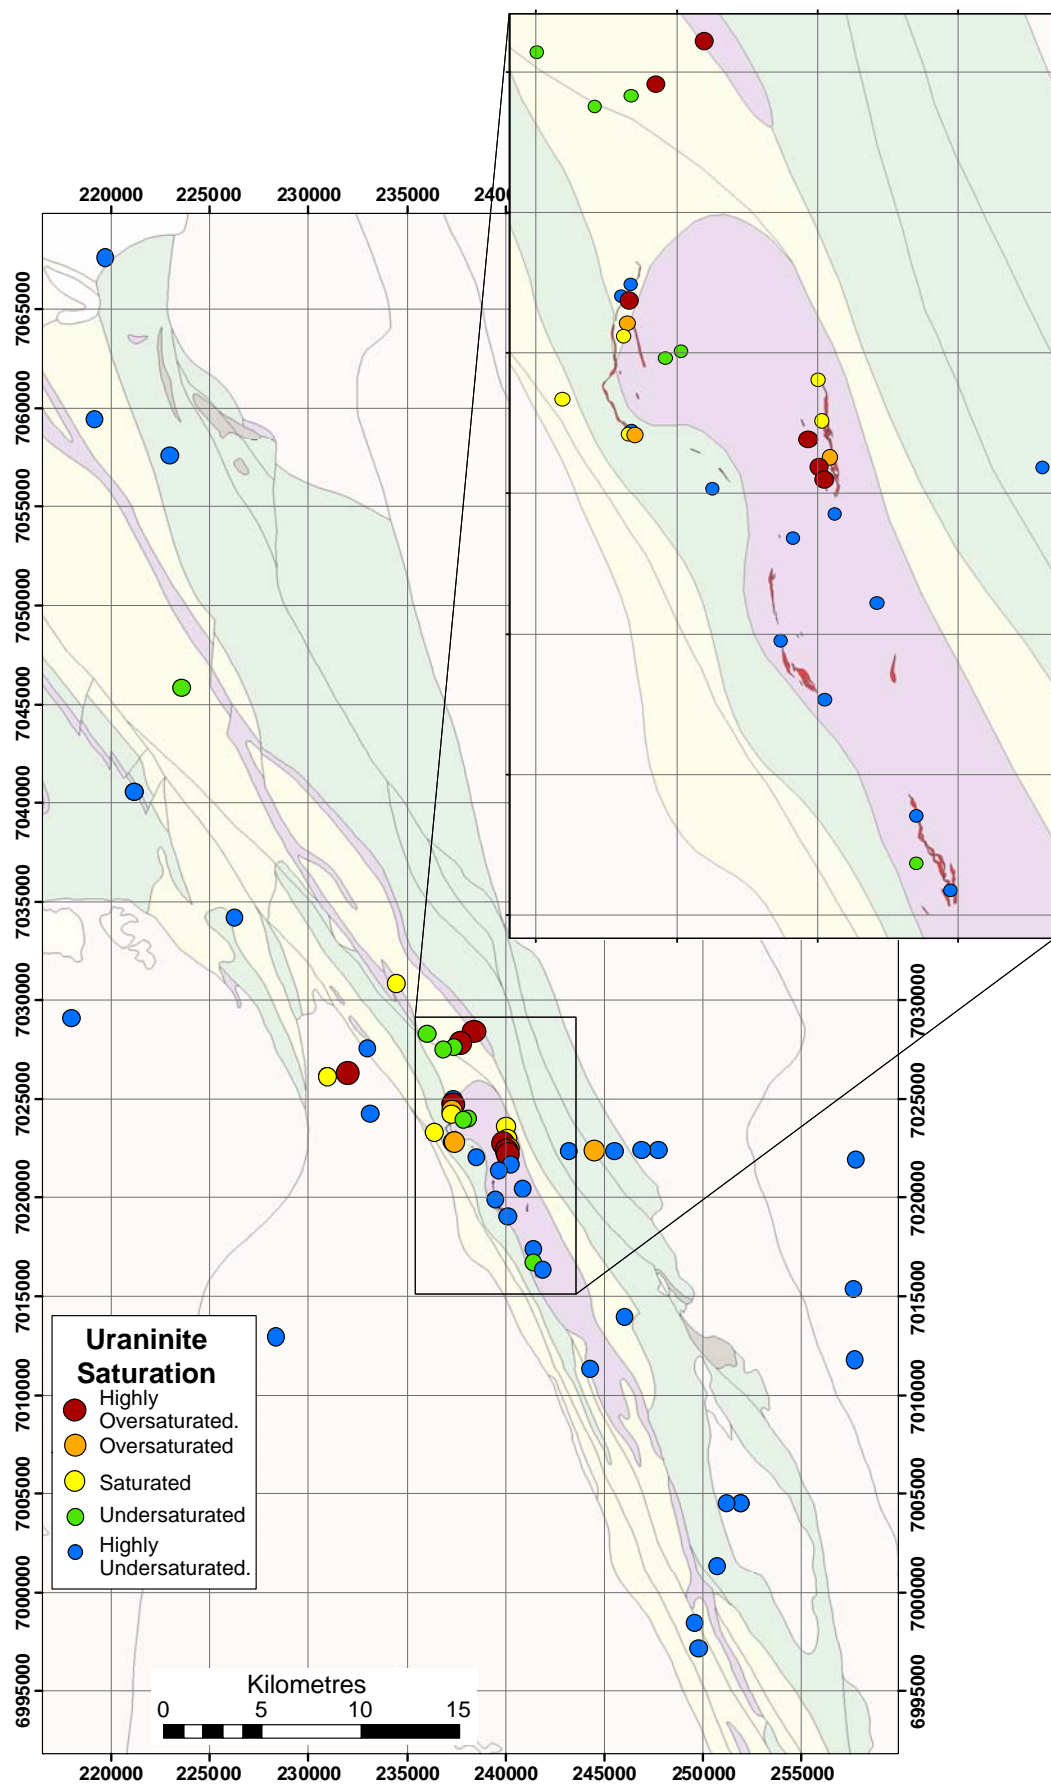 220000 225000 230000 235000 2400
7065000
7060000
7055000
7050000
7045000
7040000
7035000
7030000 7030000
7025000 7025000
7020000 7020000
7015000 7015000
Uraninite
Saturation
Highly
Oversaturated.
Oversaturated
Saturated
Undersaturated
Highly
Undersaturated.
7010000 7010000
7005000 7005000
7000000 7000000
6995000 6995000
Kilometres
0 5 10 15
220000 225000 230000 235000 240000 245000 250000 255000